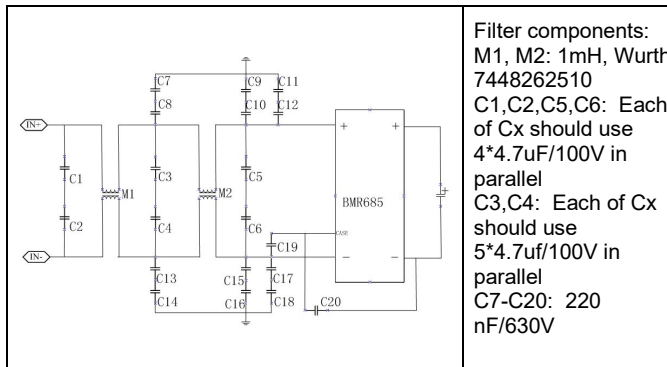 C7
C9
C11
C8
C10
C12
IN+
+
+
+
C1
M1
C3
M2
C5
BMR685
C2
C4
C6
CASE
C19
IN-
-
-
C13
C15
C17
C14
C16
C18
C20
Filter components:
M1, M2: 1mH, Wurth
7448262510
C1,C2,C5,C6: Each
of Cx should use
4*4.7uF/100V in
parallel
C3,C4: Each of Cx
should use
5*4.7uf/100V in
parallel
C7-C20: 220
nF/630V